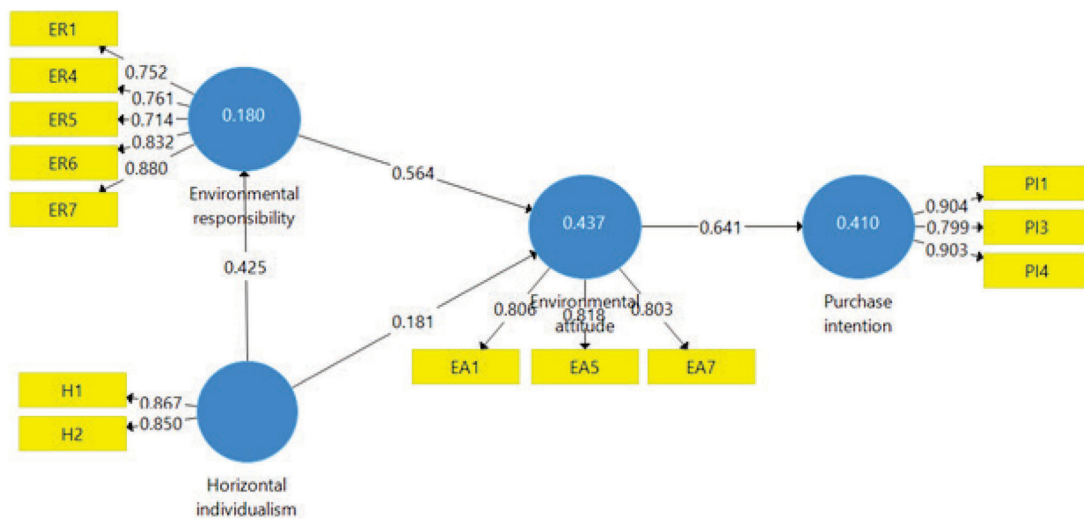 ER1
0.752
ER4
0.761
ER5
0.714
0.180
ER6
0.832
ER7
0.880
Environmental
responsibility
0.564
0.425
0.437
0.641
0.410
PI1
0.904
PI3
0.799
PI4
0.903
Purchase
intention
0.181
Environmental
attitude
0.806
0.818
0.803
EA1
EA5
EA7
H1
0.867
H2
0.850
Horizontal
individualism